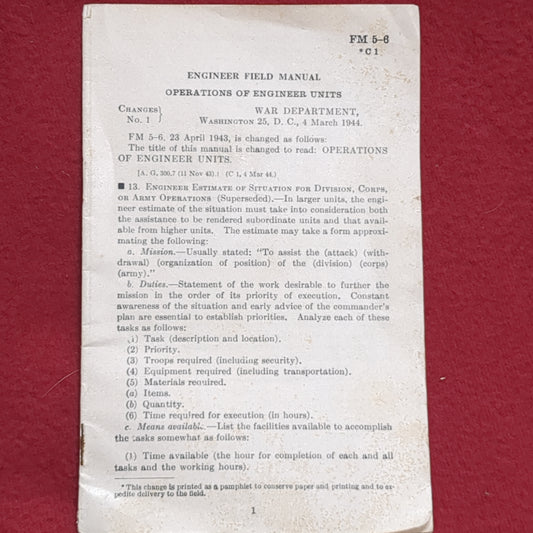 FM 5–6
*C 1
ENGINEER FIELD MANUAL
OPERATIONS OF ENGINEER UNITS
CHANGES } WAR DEPARTMENT,
No. 1 } WASHINGTON 25, D. C., 4 March 1944.
FM 5–6, 23 April 1943, is changed as follows:
The title of this manual is changed to read: OPERATIONS
OF ENGINEER UNITS.
[A. G. 300.7 (11 Nov 43).] (C 1, 4 Mar 44.)
■ 13. ENGINEER ESTIMATE OF SITUATION FOR DIVISION, CORPS,
OR ARMY OPERATIONS (Superseded).—In larger units, the engi-
neer estimate of the situation must take into consideration both
the assistance to be rendered subordinate units and that avail-
able from higher units. The estimate may take a form approxi-
mating the following:
a. Mission.—Usually stated: “To assist the (attack) (with-
drawal) (organization of position) of the (division) (corps)
(army).”
b. Duties.—Statement of the work desirable to further the
mission in the order of its priority of execution. Constant
awareness of the situation and early advice of the commander's
plan are essential to establish priorities. Analyze each of these
tasks as follows:
(1) Task (description and location).
(2) Priority.
(3) Troops required (including security).
(4) Equipment required (including transportation).
(5) Materials required.
(a) Items.
(b) Quantity.
(6) Time required for execution (in hours).
c. Means available.—List the facilities available to accomplish
the tasks somewhat as follows:
(1) Time available (the hour for completion of each and all
tasks and the working hours).
*This change is printed as a pamphlet to conserve paper and printing and to ex-
pedite delivery to the field.
1